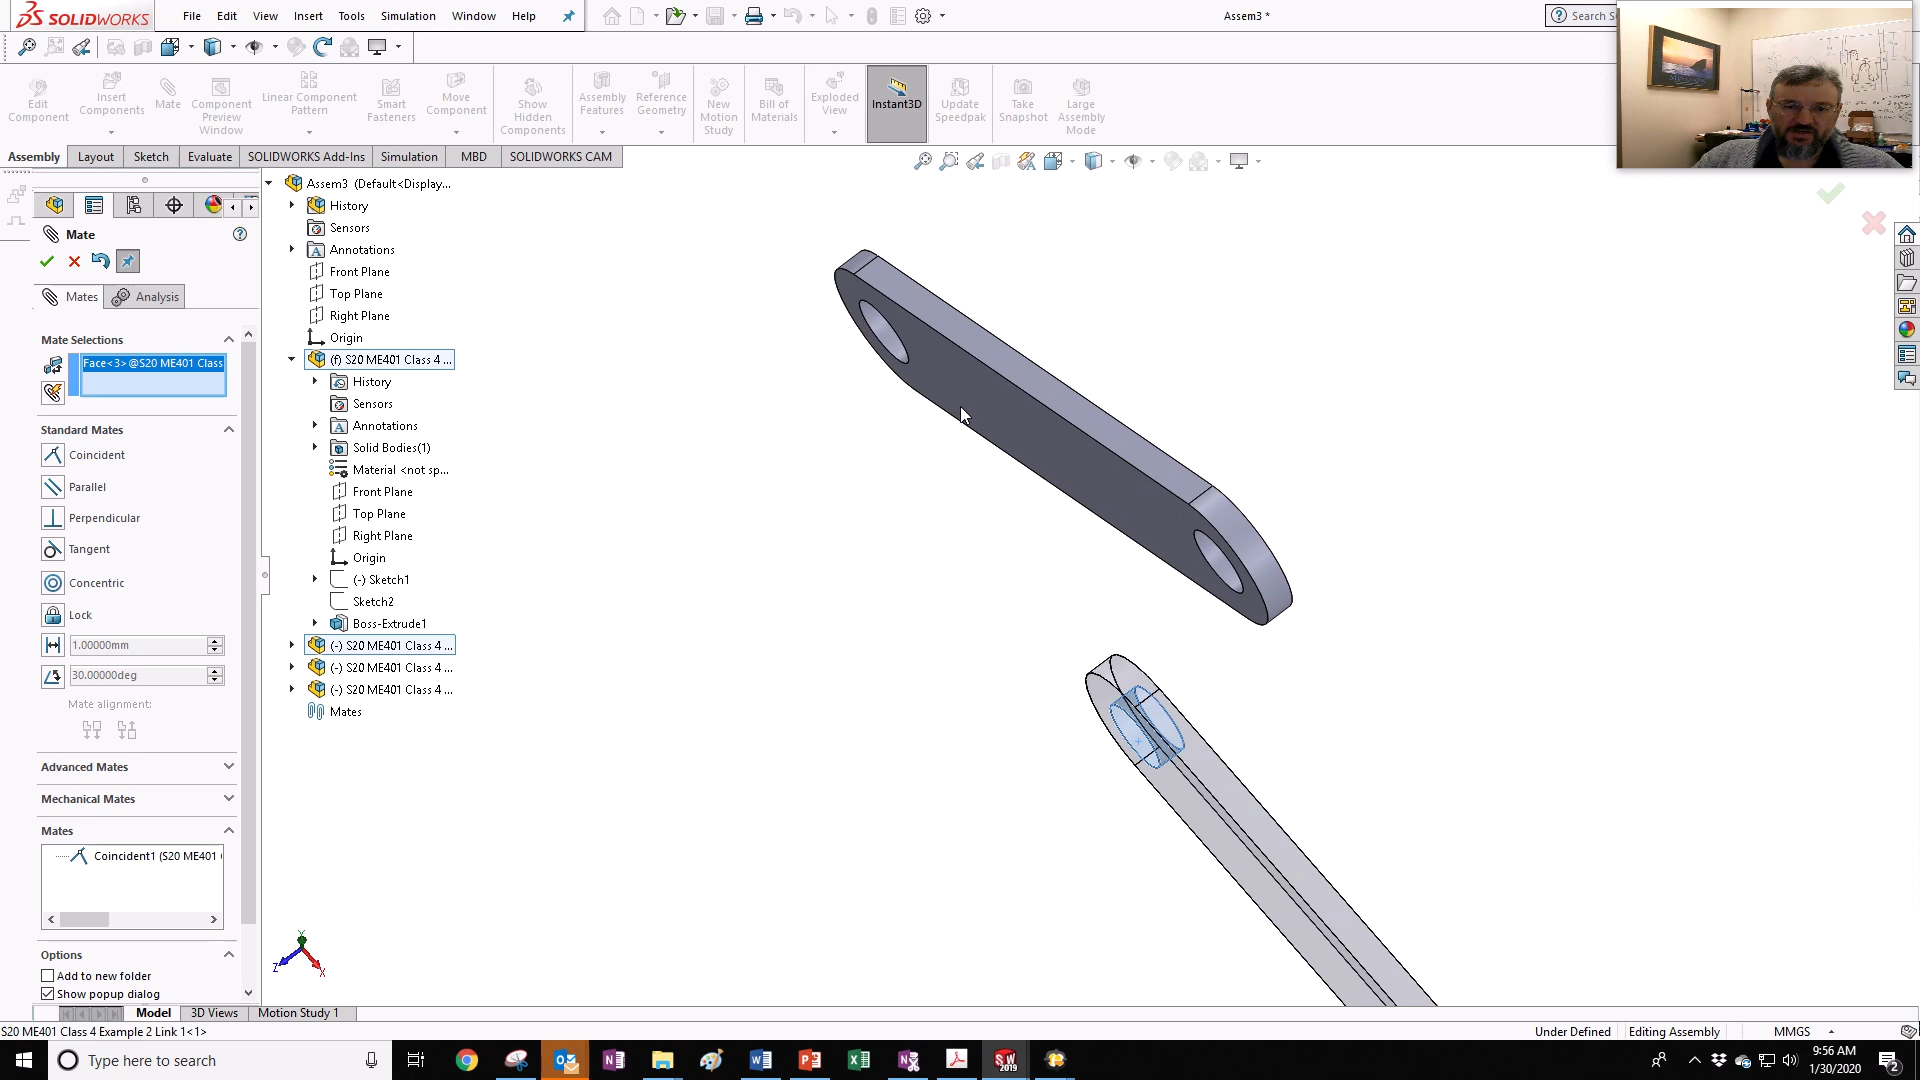 SOLIDWORKS
File Edit View Insert Tools Simulation Window Help
Assem3 *
Search S
Edit Component
Insert Components
Mate
Component Preview Window
Linear Component Pattern
Smart Fasteners
Move Component
Show Hidden Components
Assembly Features
Reference Geometry
New Motion Study
Bill of Materials
Exploded View
Instant3D
Update Speedpak
Take Snapshot
Large Assembly Mode
Assembly Layout Sketch Evaluate SOLIDWORKS Add-Ins Simulation MBD SOLIDWORKS CAM
Mate
Mates Analysis
Mate Selections
Face<3>@S20 ME401 Class
Standard Mates
Coincident
Parallel
Perpendicular
Tangent
Concentric
Lock
1.00000mm
30.00000deg
Mate alignment:
Advanced Mates
Mechanical Mates
Mates
Coincident1 (S20 ME401
Options
Add to new folder
Show popup dialog
Assem3 (Default<Display...
History
Sensors
Annotations
Front Plane
Top Plane
Right Plane
Origin
(f) S20 ME401 Class 4 ...
History
Sensors
Annotations
Solid Bodies(1)
Material <not sp...
Front Plane
Top Plane
Right Plane
Origin
(-) Sketch1
Sketch2
Boss-Extrude1
(-) S20 ME401 Class 4 ...
(-) S20 ME401 Class 4 ...
(-) S20 ME401 Class 4 ...
Mates
Y
Z
X
Model 3D Views Motion Study 1
S20 ME401 Class 4 Example 2 Link 1<1>
Under Defined Editing Assembly MMGS
Type here to search
9:56 AM
1/30/2020
2